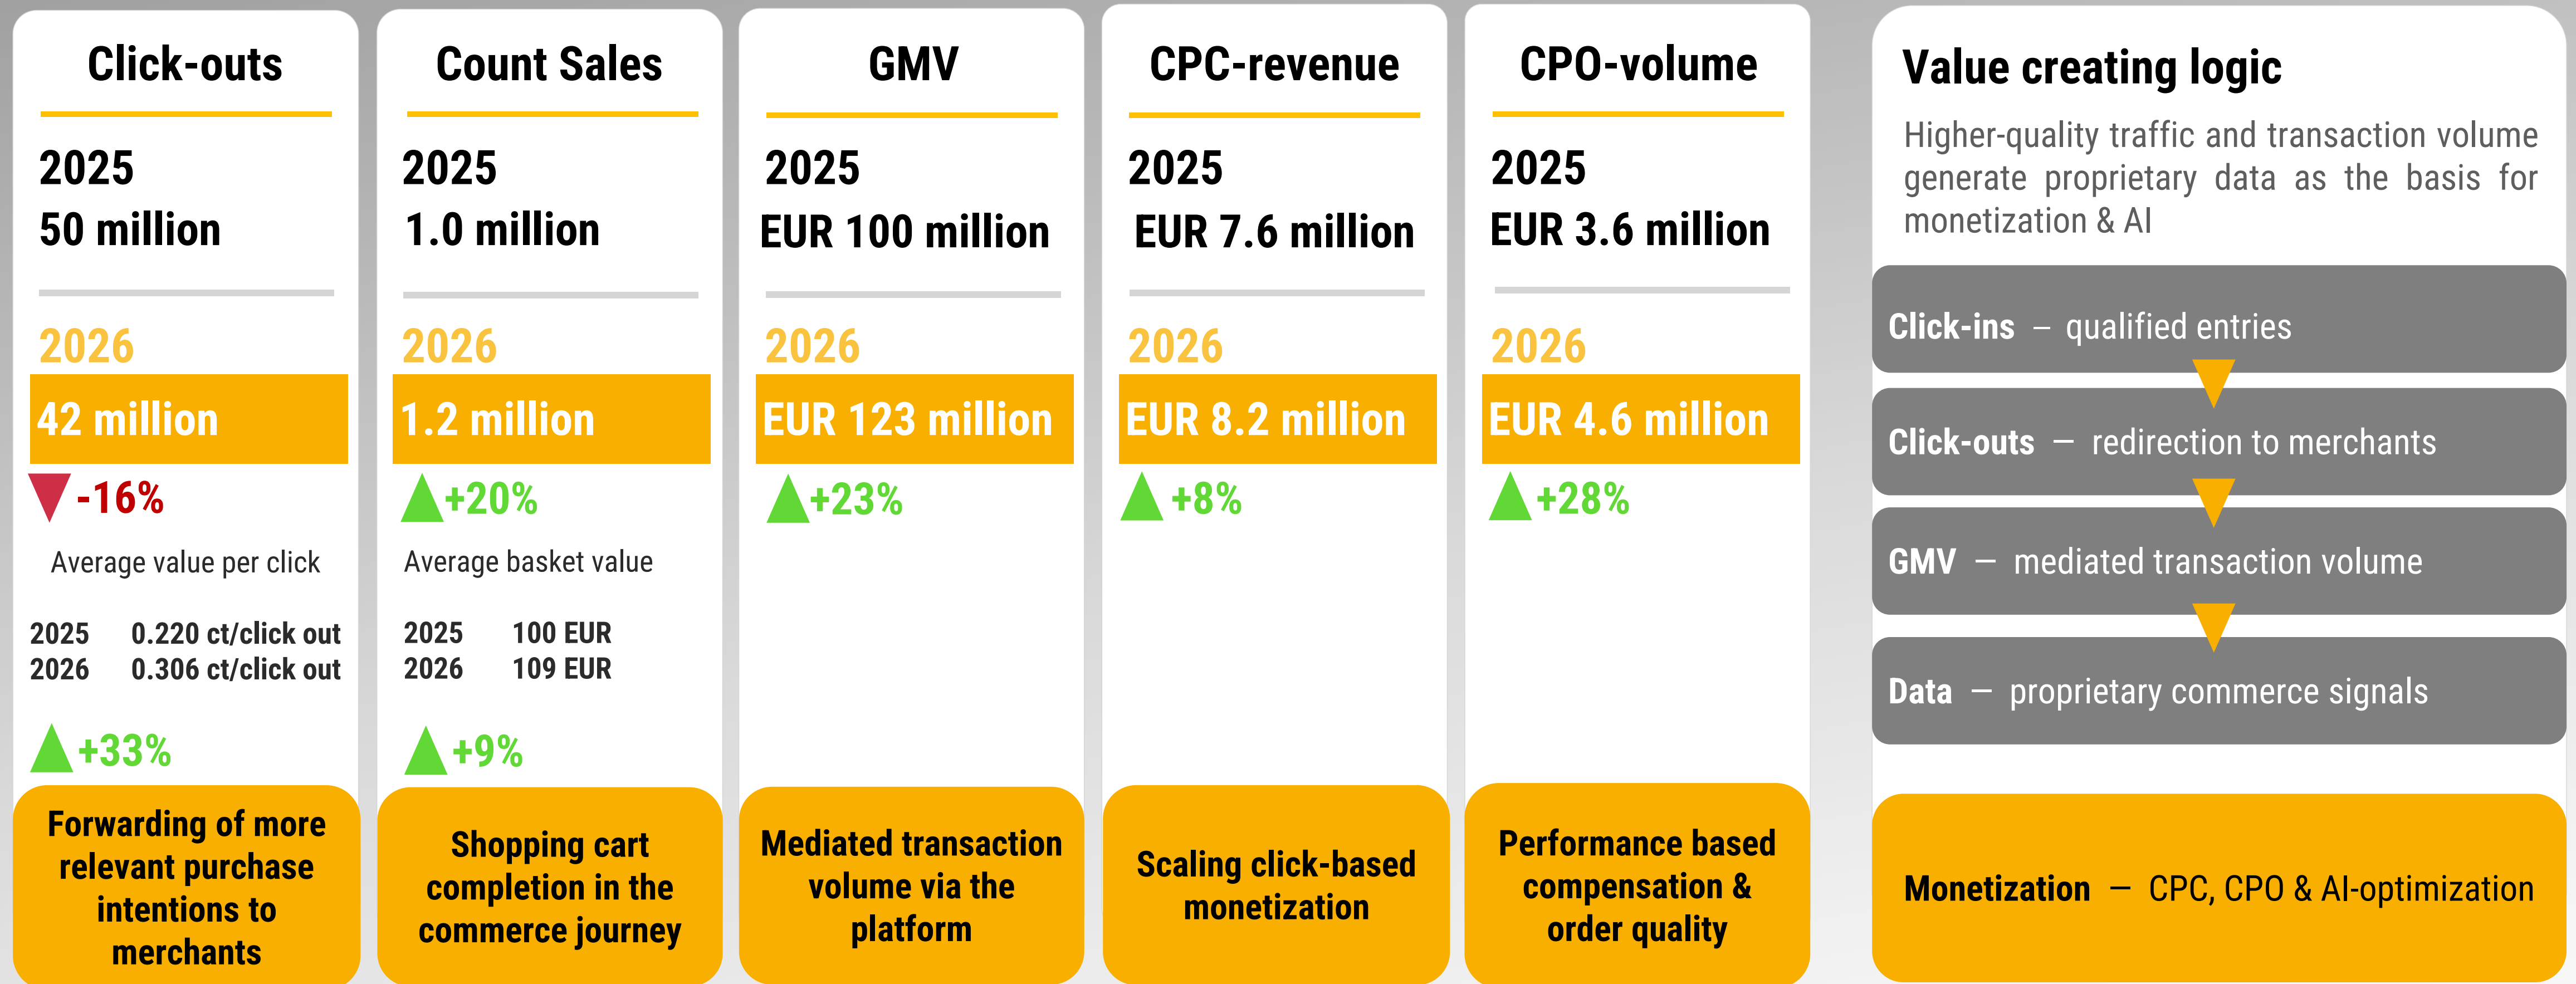 Click-outs
2025
50 million
2026
42 million
-16%
Average value per click
2025 0.220 ct/click out
2026 0.306 ct/click out
+33%
Forwarding of more
relevant purchase
intentions to
merchants
Count Sales
2025
1.0 million
2026
1.2 million
+20%
Average basket value
2025 100 EUR
2026 109 EUR
+9%
Shopping cart
completion in the
commerce journey
GMV
2025
EUR 100 million
2026
EUR 123 million
+23%
Mediated transaction
volume via the
platform
CPC-revenue
2025
EUR 7.6 million
2026
EUR 8.2 million
+8%
Scaling click-based
monetization
CPO-volume
2025
EUR 3.6 million
2026
EUR 4.6 million
+28%
Performance based
compensation &
order quality
Value creating logic
Higher-quality traffic and transaction volume
generate proprietary data as the basis for
monetization & AI
Click-ins – qualified entries
Click-outs – redirection to merchants
GMV – mediated transaction volume
Data – proprietary commerce signals
Monetization – CPC, CPO & AI-optimization